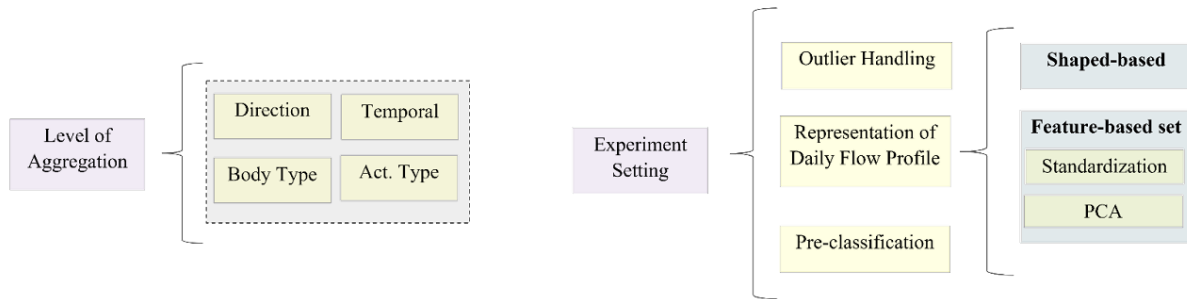 Level of
Aggregation
Direction
Temporal
Body Type
Act. Type
Experiment
Setting
Outlier Handling
Representation of
Daily Flow Profile
Pre-classification
Shaped-based
Feature-based set
Standardization
PCA